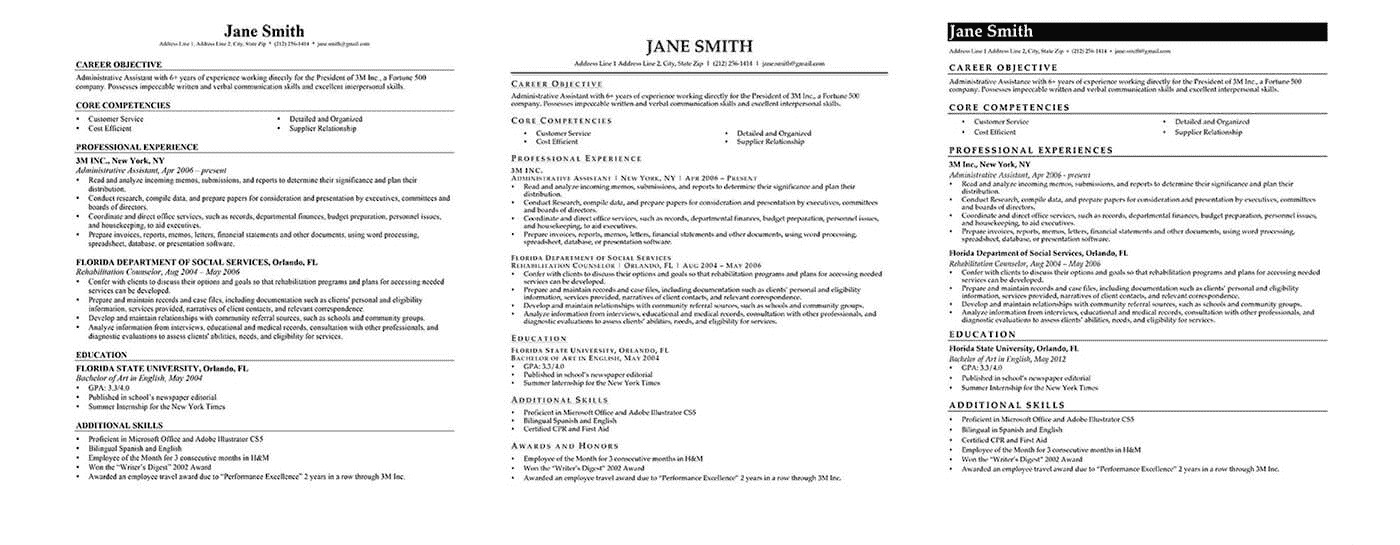 Jane Smith
Address Line 1, Address Line 2, City, State Zip • (212) 256-1414 • jane.smith@gmail.com
CAREER OBJECTIVE
Administrative Assistant with 6+ years of experience working directly for the President of 3M Inc., a Fortune 500
company. Possesses impeccable written and verbal communication skills and excellent interpersonal skills.
CORE COMPETENCIES
• Customer Service • Detailed and Organized
• Cost Efficient • Supplier Relationship
PROFESSIONAL EXPERIENCE
3M INC., New York, NY
Administrative Assistant, Apr 2006 – present
• Read and analyze incoming memos, submissions, and reports to determine their significance and plan their
distribution.
• Conduct research, compile data, and prepare papers for consideration and presentation by executives, committees and
boards of directors.
• Coordinate and direct office services, such as records, departmental finances, budget preparation, personnel issues,
and housekeeping, to aid executives.
• Prepare invoices, reports, memos, letters, financial statements and other documents, using word processing,
spreadsheet, database, or presentation software.
FLORIDA DEPARTMENT OF SOCIAL SERVICES, Orlando, FL
Rehabilitation Counselor, Aug 2004 – May 2006
• Confer with clients to discuss their options and goals so that rehabilitation programs and plans for accessing needed
services can be developed.
• Prepare and maintain records and case files, including documentation such as clients' personal and eligibility
information, services provided, narratives of client contacts, and relevant correspondence.
• Develop and maintain relationships with community referral sources, such as schools and community groups.
• Analyze information from interviews, educational and medical records, consultation with other professionals, and
diagnostic evaluations to assess clients' abilities, needs, and eligibility for services.
EDUCATION
FLORIDA STATE UNIVERSITY, Orlando, FL
Bachelor of Art in English, May 2004
• GPA: 3.3/4.0
• Published in school's newspaper editorial
• Summer Internship for the New York Times
ADDITIONAL SKILLS
• Proficient in Microsoft Office and Adobe Illustrator CS5
• Bilingual Spanish and English
• Employee of the Month for 3 consecutive months in H&M
• Won the "Writer's Digest" 2002 Award
• Awarded an employee travel award due to "Performance Excellence" 2 years in a row through 3M Inc.
JANE SMITH
Address Line 1 Address Line 2, City, State Zip | (212) 256-1414 | jane.smith@gmail.com
CAREER OBJECTIVE
Administrative Assistant with 6+ years of experience working directly for the President of 3M Inc., a Fortune 500
company. Possesses impeccable written and verbal communication skills and excellent interpersonal skills.
CORE COMPETENCIES
• Customer Service • Detailed and Organized
• Cost Efficient • Supplier Relationship
PROFESSIONAL EXPERIENCE
3M INC.
ADMINISTRATIVE ASSISTANT | NEW YORK, NY | APR 2006 – PRESENT
• Read and analyze incoming memos, submissions, and reports to determine their significance and plan their
distribution.
• Conduct Research, compile data, and prepare papers for consideration and presentation by executives, committees
and boards of directors.
• Coordinate and direct office services, such as records, departmental finances, budget preparation, personnel issues,
and housekeeping, to aid executives.
• Prepare invoices, reports, memos, letters, financial statements and other documents, using word processing,
spreadsheet, database, or presentation software.
FLORIDA DEPARTMENT OF SOCIAL SERVICES
REHABILITATION COUNSELOR | ORLANDO, FL | AUG 2004 – MAY 2006
• Confer with clients to discuss their options and goals so that rehabilitation programs and plans for accessing needed
services can be developed.
• Prepare and maintain records and case files, including documentation such as clients' personal and eligibility
information, services provided, narratives of client contacts, and relevant correspondence.
• Develop and maintain relationships with community referral sources, such as schools and community groups.
• Analyze information from interviews, educational and medical records, consultation with other professionals, and
diagnostic evaluations to assess clients' abilities, needs, and eligibility for services.
EDUCATION
FLORIDA STATE UNIVERSITY, ORLANDO, FL
BACHELOR OF ART IN ENGLISH, MAY 2004
• GPA: 3.3/4.0
• Published in school's newspaper editorial
• Summer Internship for the New York Times
ADDITIONAL SKILLS
• Proficient in Microsoft Office and Adobe Illustrator CS5
• Bilingual Spanish and English
• Certified CPR and First Aid
AWARDS AND HONORS
• Employee of the Month for 3 consecutive months in H&M
• Won the "Writer's Digest" 2002 Award
• Awarded an employee travel award due to "Performance Excellence" 2 years in a row through 3M Inc.
Jane Smith
Address Line 1 Address Line 2, City, State Zip • (212) 256-1414 • jane.smith@gmail.com
CAREER OBJECTIVE
Administrative Assistance with 6+ years of experience working directly for the President of 3M Inc., a Fortune 500
company. Possesses impeccable written and verbal communication skills and excellent interpersonal skills.
CORE COMPETENCIES
• Customer Service • Detailed and Organized
• Cost Efficient • Supplier Relationship
PROFESSIONAL EXPERIENCES
3M Inc., New York, NY
Administrative Assistant, Apr 2006 - present
• Read and analyze incoming memos, submissions, and reports to determine their significance and plan their
distribution.
• Conduct research, compile data, and prepare papers for consideration and presentation by executives, committees
and boards of directors.
• Coordinate and direct office services, such as records, departmental finances, budget preparation, personnel issues,
and housekeeping, to aid executives.
• Prepare invoices, reports, memos, letters, financial statements and other documents, using word processing,
spreadsheet, database, or presentation software.
Florida Department of Social Services, Orlando, FL
Rehabilitation Counselor, Aug 2004 – May 2006
• Confer with clients to discuss their options and goals so that rehabilitation programs and plans for accessing needed
services can be developed.
• Prepare and maintain records and case files, including documentation such as clients' personal and eligibility
information, services provided, narratives of client contacts, and relevant correspondence.
• Develop and maintain relationships with community referral sources, such as schools and community groups.
• Analyze information from interviews, educational and medical records, consultation with other professionals, and
diagnostic evaluations to assess clients' abilities, needs, and eligibility for services.
EDUCATION
Florida State University, Orlando, FL
Bachelor of Art in English, May 2012
• GPA: 3.3/4.0
• Published in school's newspaper editorial
• Summer Internship for the New York Times
ADDITIONAL SKILLS
• Proficient in Microsoft Office and Adobe Illustrator CS5
• Bilingual in Spanish and English
• Certified CPR and First Aid
• Employee of the Month for 3 consecutive months in H&M
• Won the "Writer's Digest" 2002 Award
• Awarded an employee travel award due to "Performance Excellence" 2 years in a row through 3M Inc.